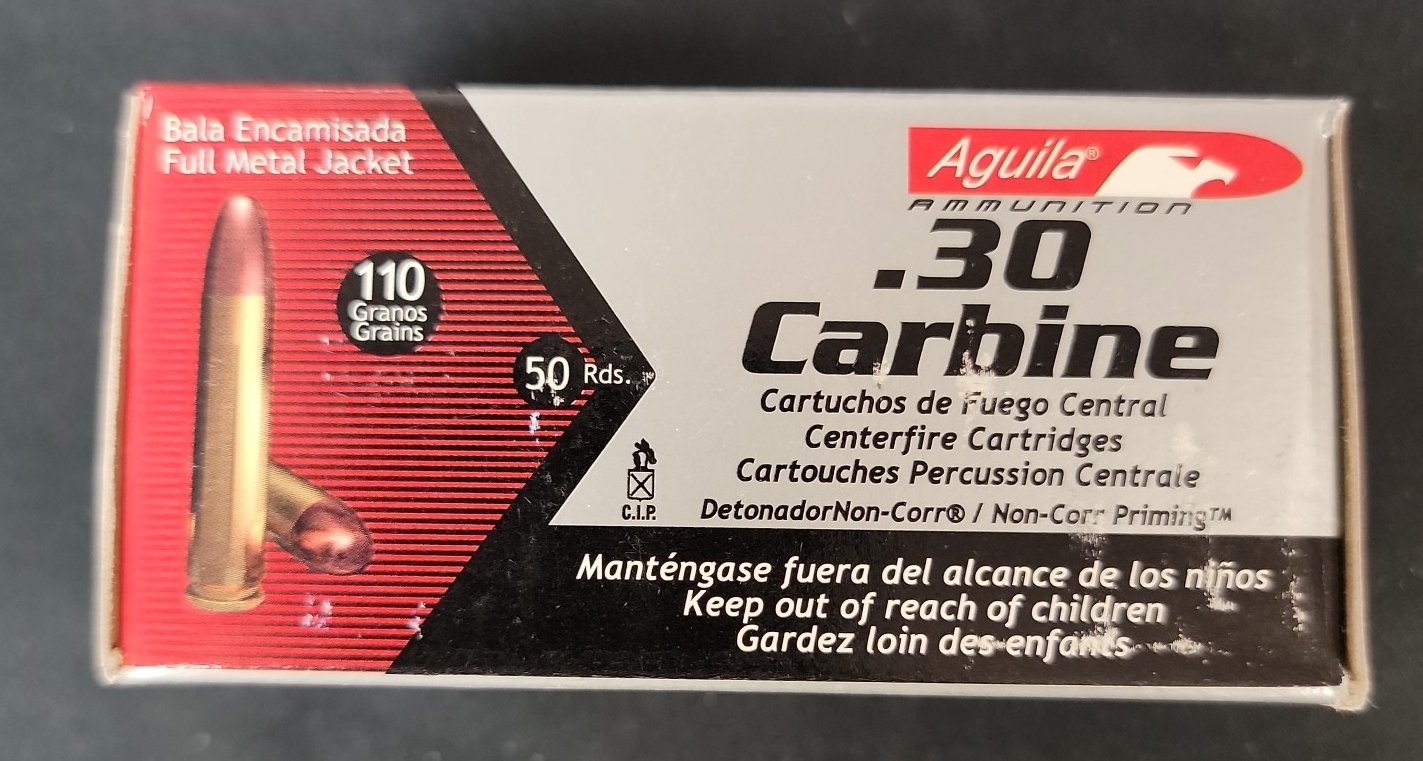 Bala Encamisada
Full Metal Jacket
110
Granos
Grains
50 Rds.
Aguila®
AMMUNITION
.30
Carbine
Cartuchos de Fuego Central
Centerfire Cartridges
Cartouches Percussion Centrale
C.I.P.
DetonadorNon-Corr® / Non-Corr Priming™
Manténgase fuera del alcance de los niños
Keep out of reach of children
Gardez loin des enfants